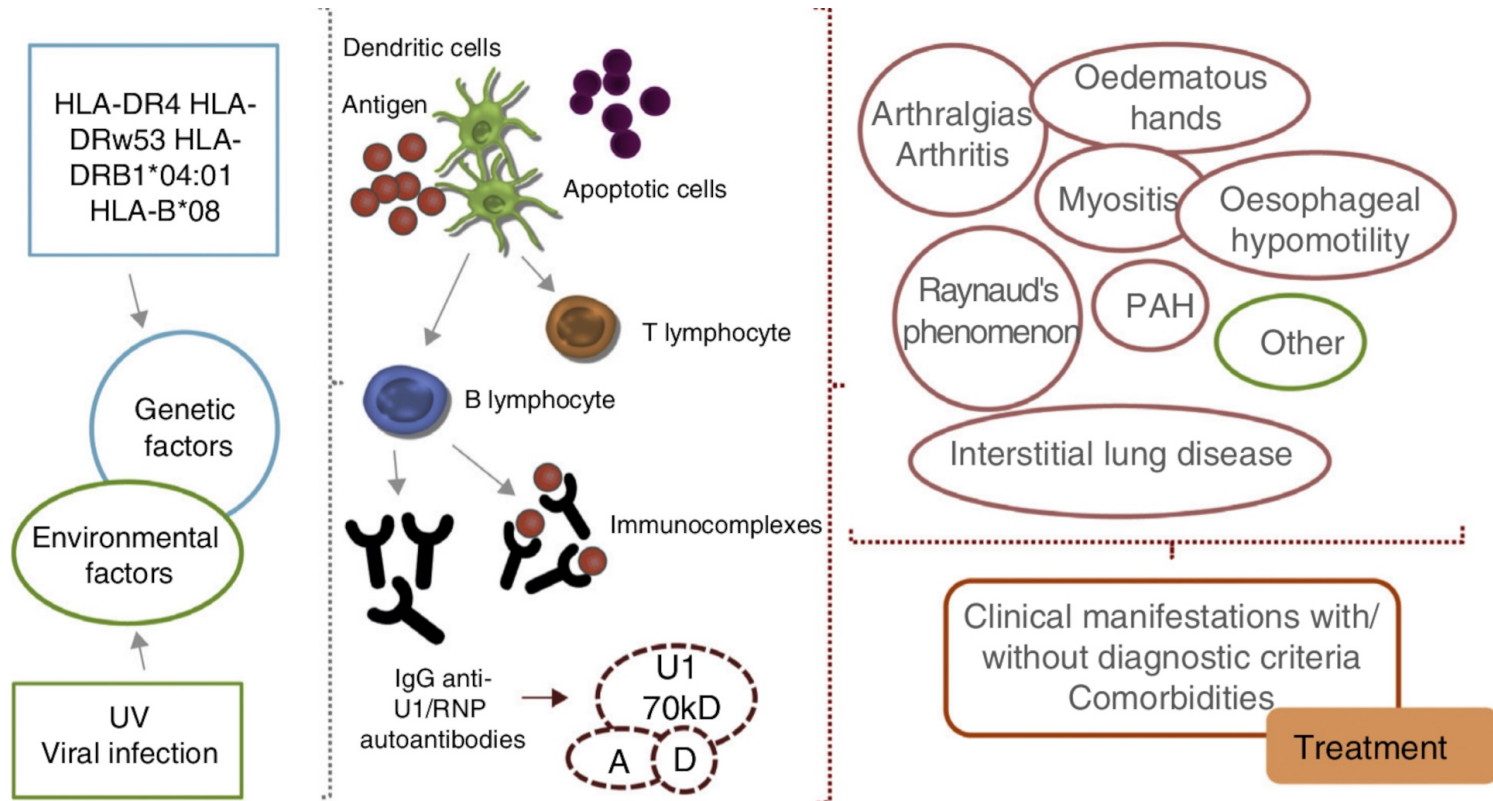 HLA-DR4 HLA-
DRw53 HLA-
DRB1*04:01
HLA-B*08
Genetic
factors
Environmental
factors
UV
Viral infection
Dendritic cells
Antigen
Apoptotic cells
T lymphocyte
B lymphocyte
Immunocomplexes
IgG anti-
U1/RNP
autoantibodies
U1
70kD
A
D
Arthralgias
Arthritis
Oedematous
hands
Myositis
Oesophageal
hypomotility
Raynaud's
phenomenon
PAH
Other
Interstitial lung disease
Clinical manifestations with/
without diagnostic criteria
Comorbidities
Treatment